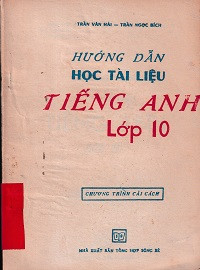 TRẦN VĂN HẢI — TRẦN NGỌC BÍCH
HƯỚNG DẪN
HỌC TÀI LIỆU
TIẾNG ANH
Lớp 10
CHƯƠNG TRÌNH CẢI CÁCH
NHÀ XUẤT BẢN TỔNG HỢP SÔNG BÉ